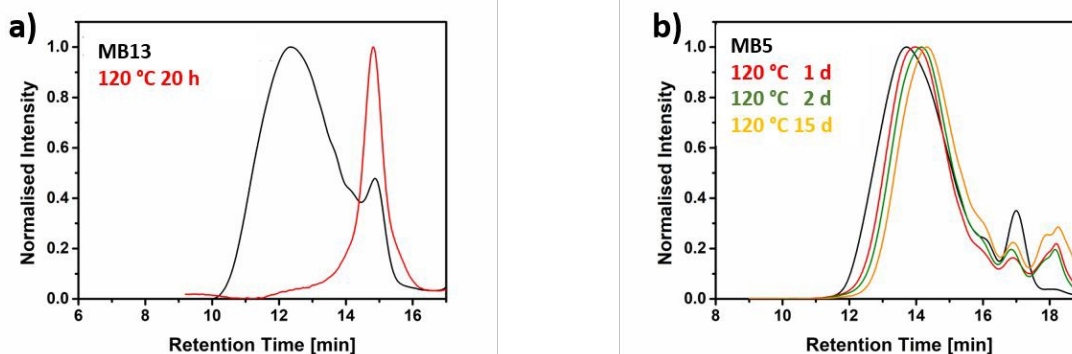 a)
MB13
120 °C 20 h
Normalised Intensity
1.0
0.8
0.6
0.4
0.2
0.0
6 8 10 12 14 16
Retention Time [min]
b)
MB5
120 °C 1 d
120 °C 2 d
120 °C 15 d
Normalised Intensity
1.0
0.8
0.6
0.4
0.2
0.0
8 10 12 14 16 18
Retention Time [min]